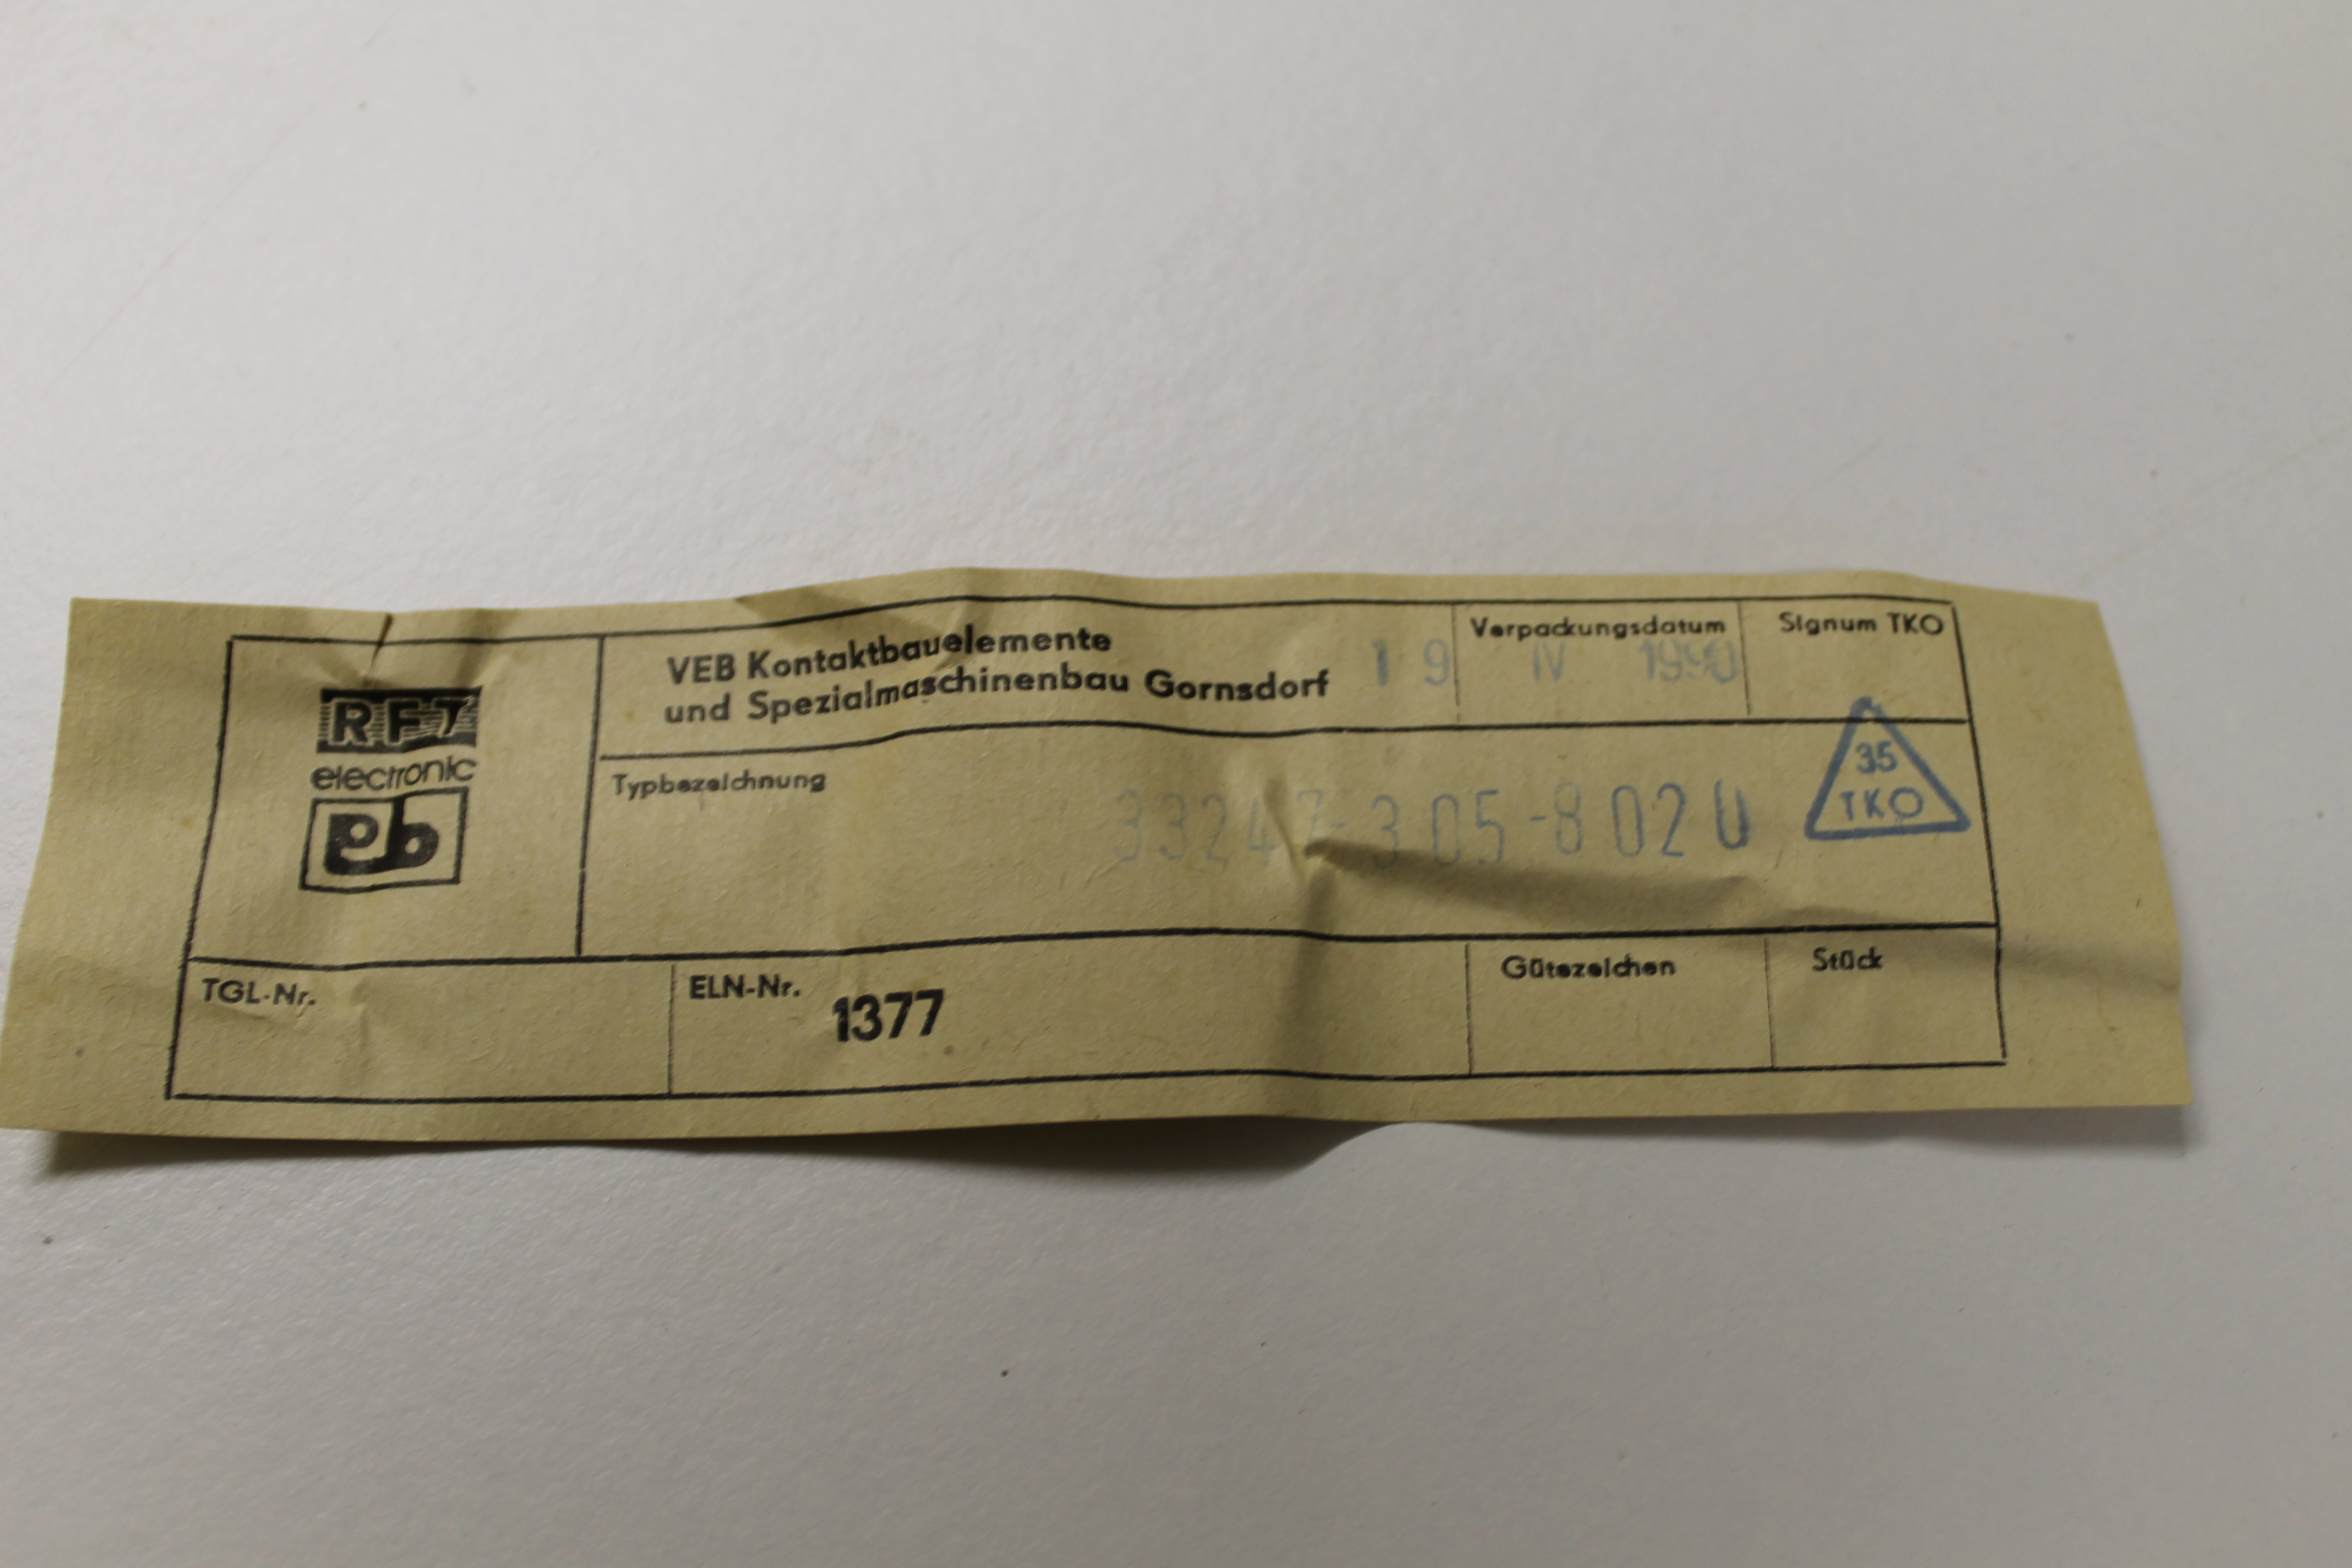 RFT
electronic
eb
VEB Kontaktbauelemente
und Spezialmaschinenbau Gornsdorf
Verpackungsdatum
19 IV 1990
Signum TKO
35
TKO
Typbezeichnung
33247-305-8020
TGL-Nr.
ELN-Nr. 1377
Gütezeichen
Stück